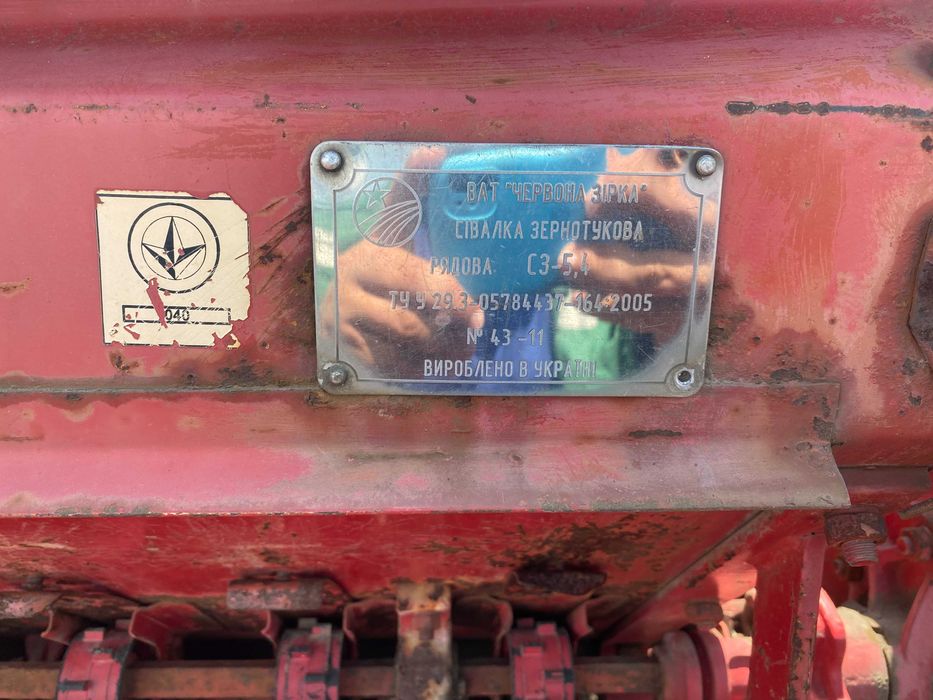 ВАТ "ЧЕРВОНА ЗІРКА"
СІВАЛКА ЗЕРНОТУКОВА
РЯДОВА СЗ-5,4
ТУ У 29.3-05784437-164-2005
№ 43 -11
ВИРОБЛЕНО В УКРАЇНІ
040